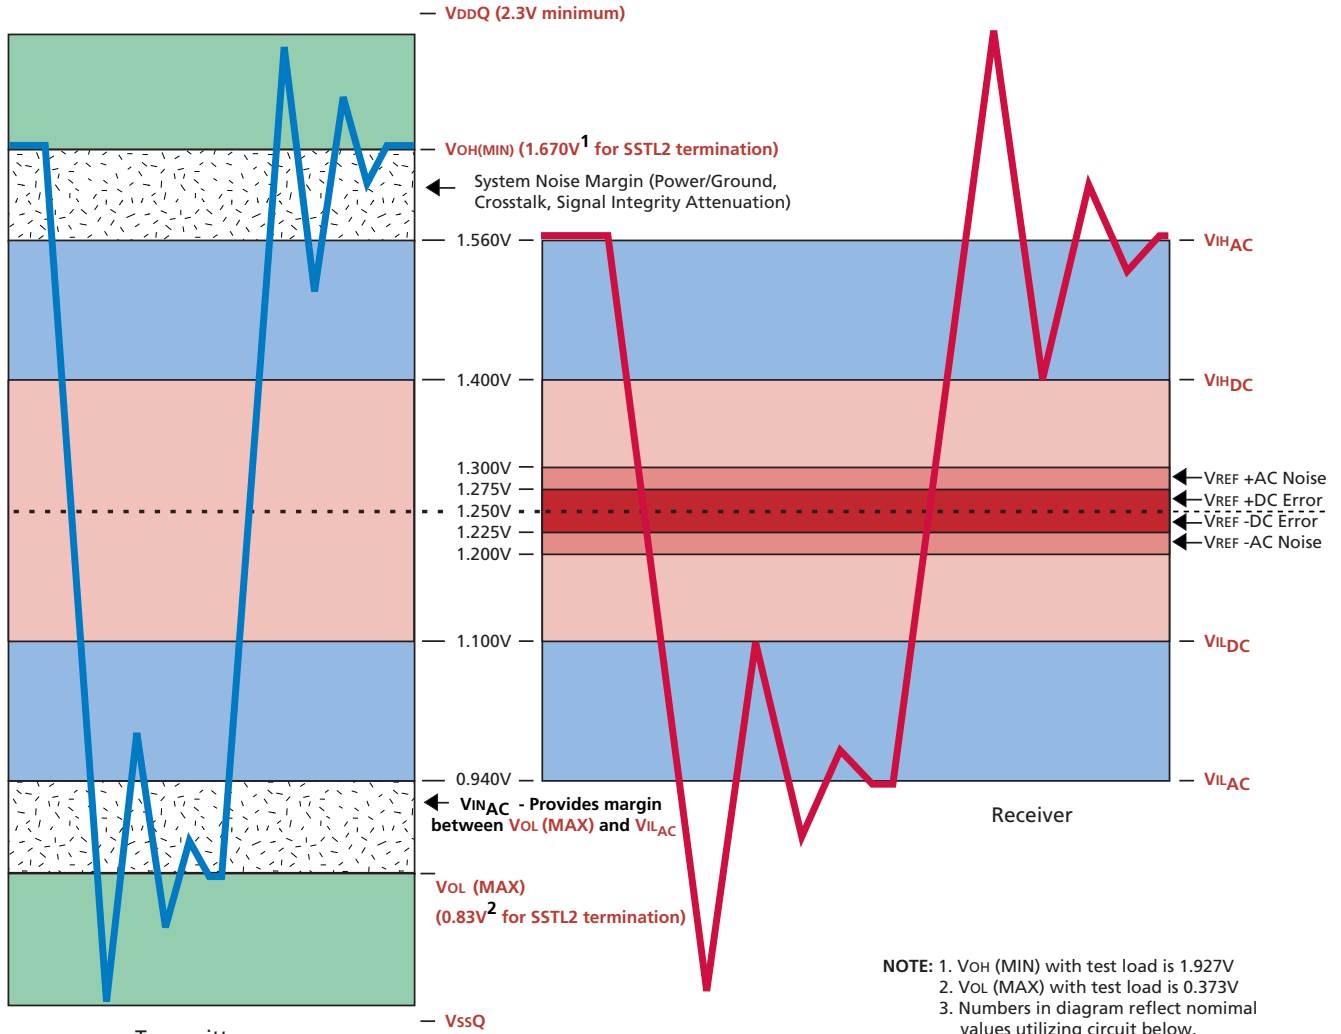 VDDQ (2.3V minimum)
VOH(MIN) (1.670V1 for SSTL2 termination)
System Noise Margin (Power/Ground,
Crosstalk, Signal Integrity Attenuation)
1.560V
VIHAC
1.400V
VIHDC
1.300V
VREF +AC Noise
1.275V
VREF +DC Error
1.250V
1.225V
VREF -DC Error
1.200V
VREF -AC Noise
1.100V
VILDC
0.940V
VILAC
VINAC - Provides margin
between VOL (MAX) and VILAC
Receiver
VOL (MAX)
(0.83V2 for SSTL2 termination)
NOTE: 1. VOH (MIN) with test load is 1.927V
2. VOL (MAX) with test load is 0.373V
3. Numbers in diagram reflect nomimal
values utilizing circuit below.
VSSQ